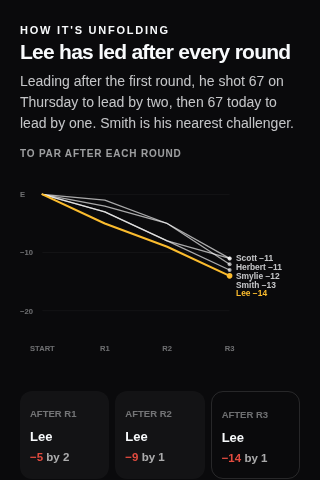 HOW IT'S UNFOLDING
Lee has led after every round
Leading after the first round, he shot 67 on
Thursday to lead by two, then 67 today to
lead by one. Smith is his nearest challenger.
TO PAR AFTER EACH ROUND
E
−10
−20
Scott −11
Herbert −11
Smylie −12
Smith −13
Lee −14
START R1 R2 R3
AFTER R1 AFTER R2 AFTER R3
Lee Lee Lee
−5 by 2 −9 by 1 −14 by 1